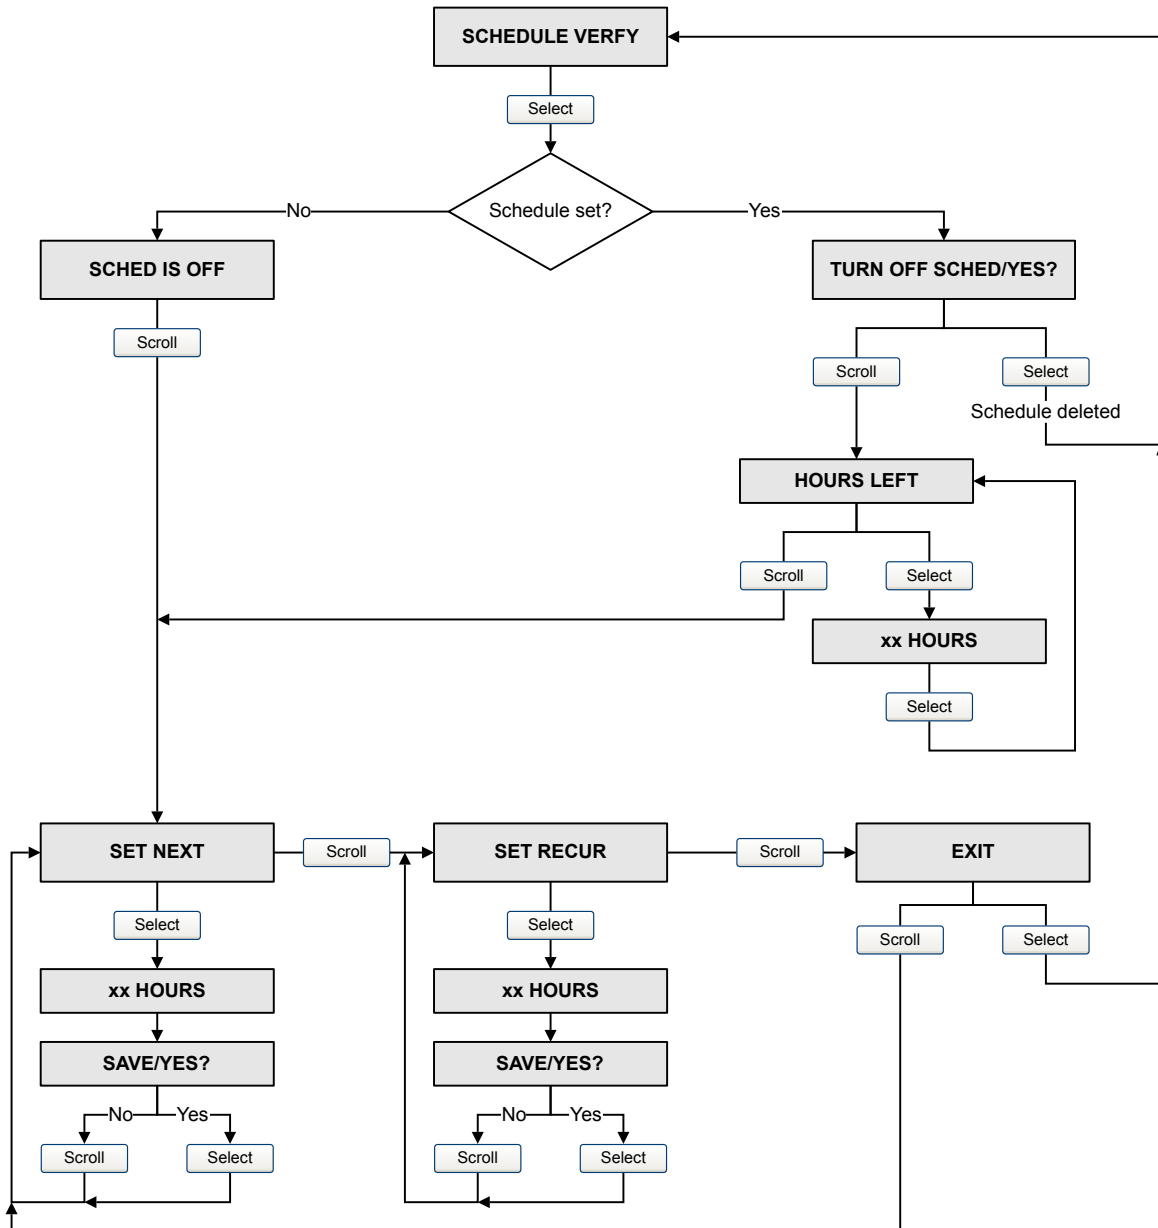 SCHEDULE VERFY
Select
Schedule set?
No
Yes
SCHED IS OFF
TURN OFF SCHED/YES?
Scroll
Scroll
Select
Schedule deleted
HOURS LEFT
Scroll
Select
xx HOURS
Select
SET NEXT
Scroll
SET RECUR
Scroll
EXIT
Select
Select
Scroll
Select
xx HOURS
xx HOURS
SAVE/YES?
SAVE/YES?
No
Yes
No
Yes
Scroll
Select
Scroll
Select